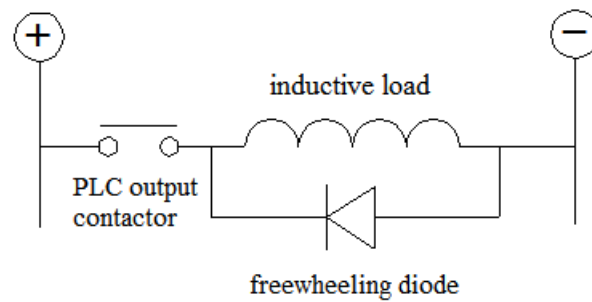 +
−
inductive load
PLC output
contactor
freewheeling diode